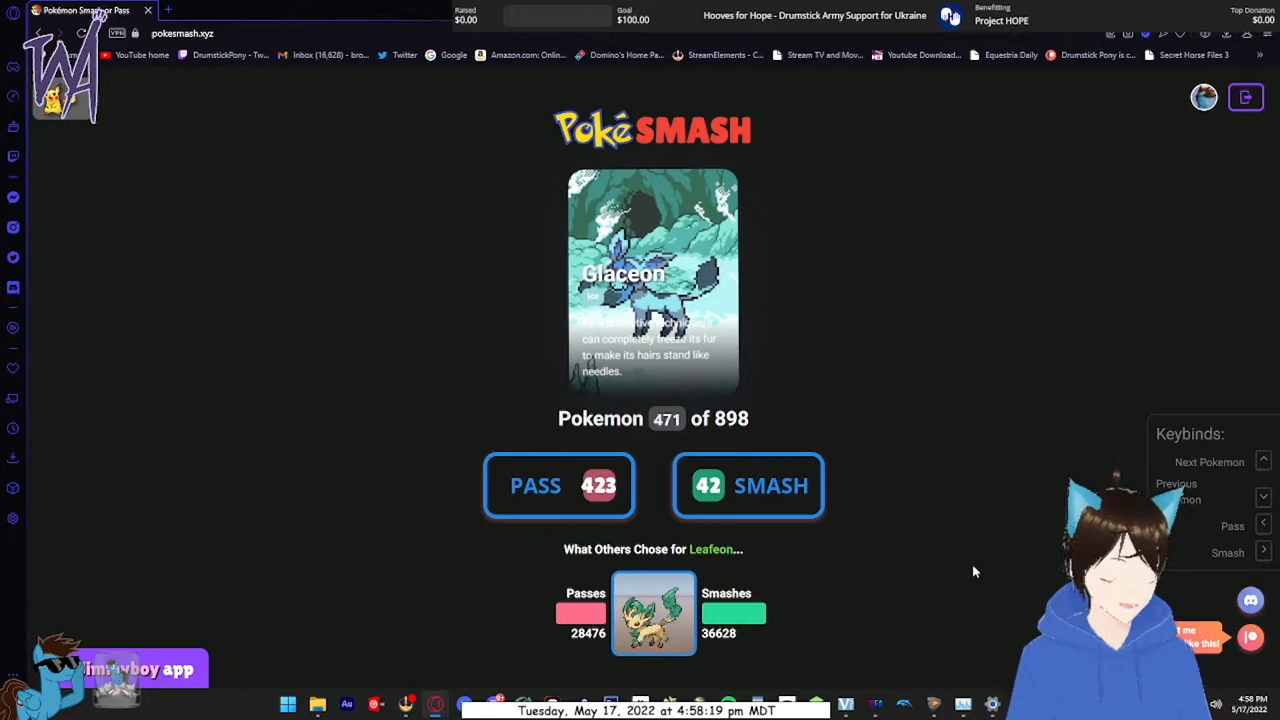 Pokémon Smash or Pass
Raised
$0.00
Goal
$100.00
Hooves for Hope - Drumstick Army Support for Ukraine
Benefitting
Project HOPE
Top Donation
$0.00
VPN
pokesmash.xyz
YouTube home
DrumstickPony - Tw...
Inbox (16,628) - bro...
Twitter
Google
Amazon.com: Onlin...
Domino's Home Pa...
StreamElements - C...
Stream TV and Mov...
Youtube Download...
Equestria Daily
Drumstick Pony is c...
Secret Horse Files 3
PokéSMASH
Glaceon
Ice
can completely freeze its fur
to make its hairs stand like
needles.
Pokemon 471 of 898
PASS 423
42 SMASH
What Others Chose for Leafeon...
Passes
28476
Smashes
36628
Keybinds:
Next Pokemon
Previous
Pass
Smash
app
4:58 PM
5/17/2022
Tuesday, May 17, 2022 at 4:58:19 pm MDT